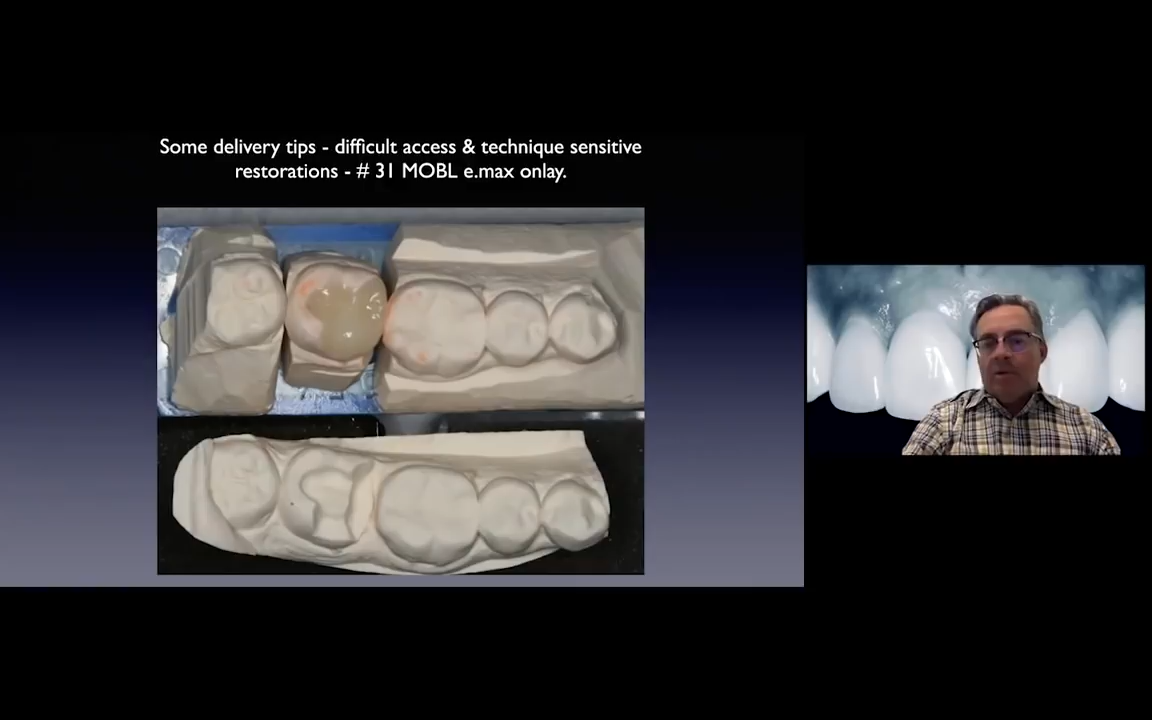 Some delivery tips - difficult access & technique sensitive
restorations - # 31 MOBL e.max onlay.